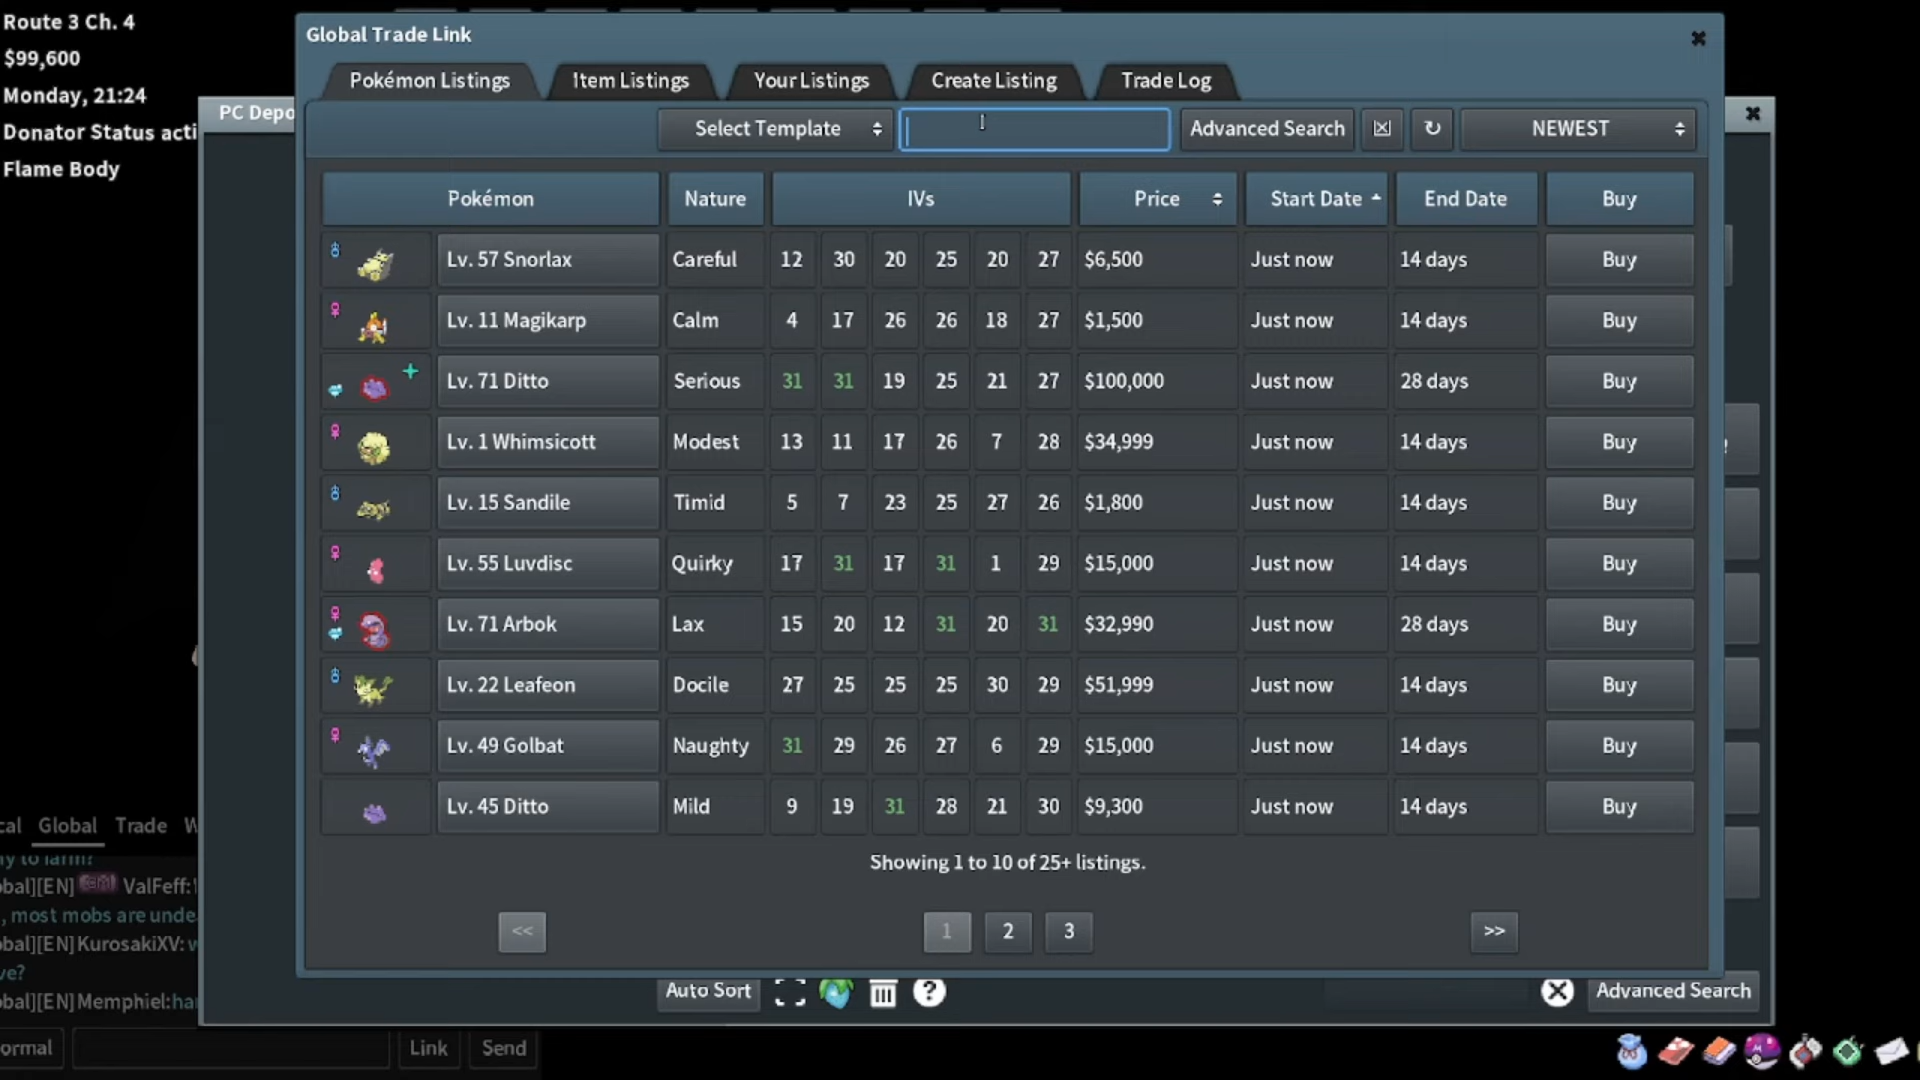 Route 3 Ch. 4
$99,600
Monday, 21:24
Donator Status acti
Flame Body
PC Depo
Global Trade Link
Pokémon Listings Item Listings Your Listings Create Listing Trade Log
Select Template Advanced Search NEWEST
Pokémon Nature IVs Price Start Date End Date Buy
Lv. 57 Snorlax Careful 12 30 20 25 20 27 $6,500 Just now 14 days Buy
Lv. 11 Magikarp Calm 4 17 26 26 18 27 $1,500 Just now 14 days Buy
Lv. 71 Ditto Serious 31 31 19 25 21 27 $100,000 Just now 28 days Buy
Lv. 1 Whimsicott Modest 13 11 17 26 7 28 $34,999 Just now 14 days Buy
Lv. 15 Sandile Timid 5 7 23 25 27 26 $1,800 Just now 14 days Buy
Lv. 55 Luvdisc Quirky 17 31 17 31 1 29 $15,000 Just now 14 days Buy
Lv. 71 Arbok Lax 15 20 12 31 20 31 $32,990 Just now 28 days Buy
Lv. 22 Leafeon Docile 27 25 25 25 30 29 $51,999 Just now 14 days Buy
Lv. 49 Golbat Naughty 31 29 26 27 6 29 $15,000 Just now 14 days Buy
Lv. 45 Ditto Mild 9 19 31 28 21 30 $9,300 Just now 14 days Buy
Showing 1 to 10 of 25+ listings.
<< 1 2 3 >>
Auto Sort ? Advanced Search
cal Global Trade W
bal][EN] ValFeff:
, most mobs are unde
bal][EN] KurosakiXV: w
ve?
bal][EN] Memphiel: ha
ormal Link Send